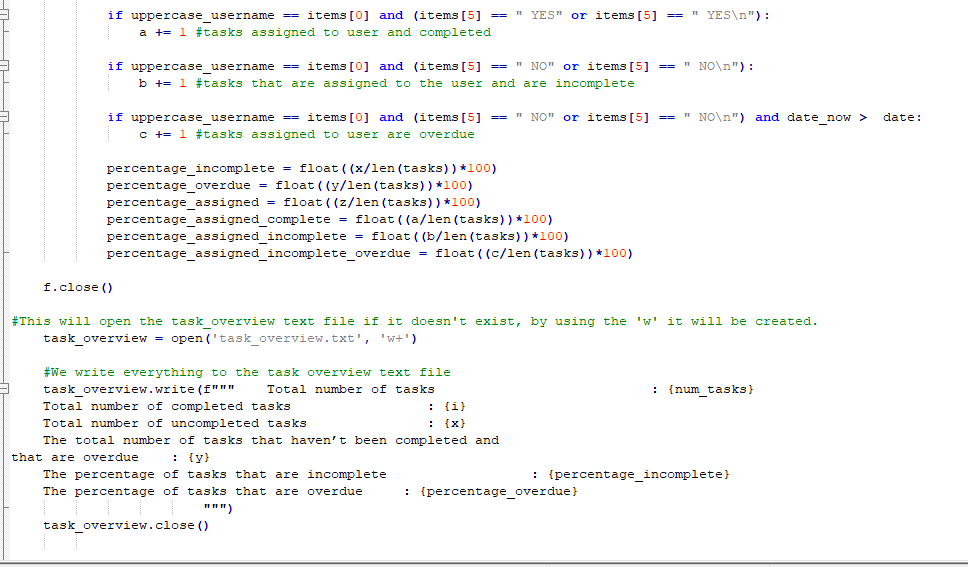 if uppercase_username == items[0] and (items[5] == " YES" or items[5] == " YES\n"):
a += 1 #tasks assigned to user and completed
if uppercase_username == items[0] and (items[5] == " NO" or items[5] == " NO\n"):
b += 1 #tasks that are assigned to the user and are incomplete
if uppercase_username == items[0] and (items[5] == " NO" or items[5] == " NO\n") and date_now >  date:
c += 1 #tasks assigned to user are overdue
percentage_incomplete = float((x/len(tasks))*100)
percentage_overdue = float((y/len(tasks))*100)
percentage_assigned = float((z/len(tasks))*100)
percentage_assigned_complete = float((a/len(tasks))*100)
percentage_assigned_incomplete = float((b/len(tasks))*100)
percentage_assigned_incomplete_overdue = float((c/len(tasks))*100)
f.close()
#This will open the task_overview text file if it doesn't exist, by using the 'w' it will be created.
task_overview = open('task_overview.txt', 'w+')
#We write everything to the task overview text file
task_overview.write(f"""    Total number of tasks                           : {num_tasks}
Total number of completed tasks                 : {i}
Total number of uncompleted tasks               : {x}
The total number of tasks that haven't been completed and
that are overdue    : {y}
The percentage of tasks that are incomplete                  : {percentage_incomplete}
The percentage of tasks that are overdue     : {percentage_overdue}
""")
task_overview.close()